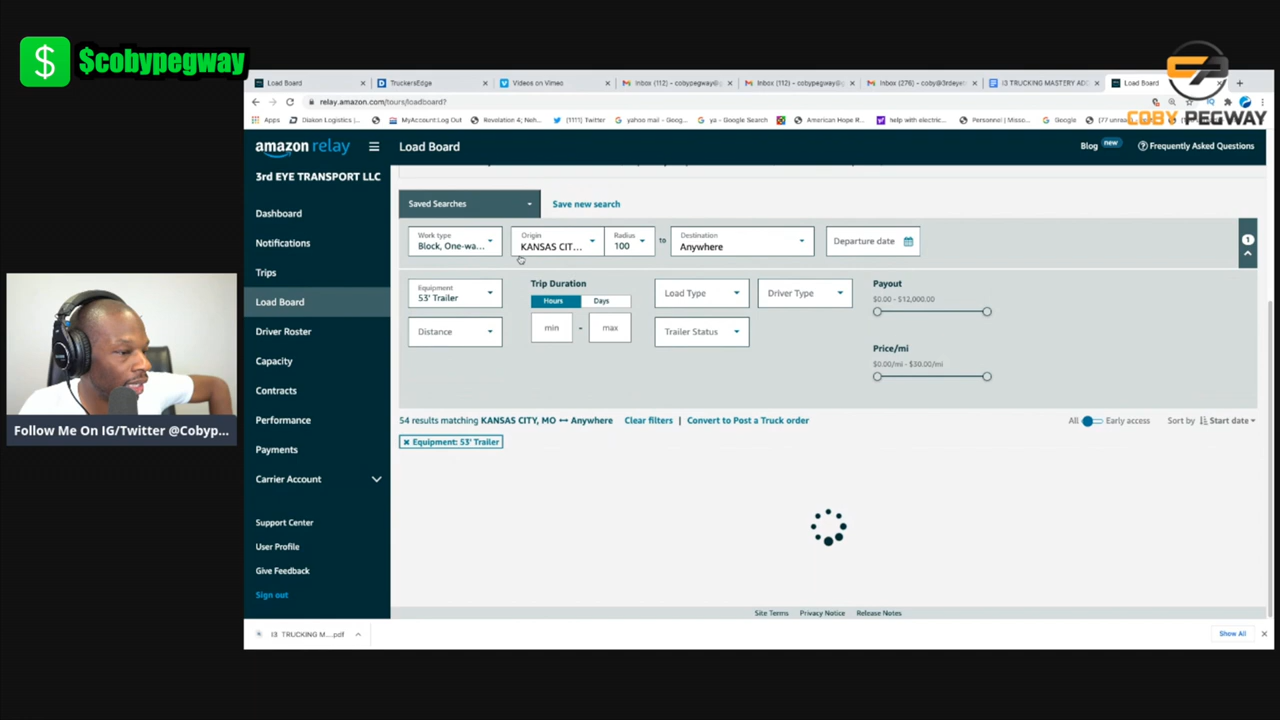 $cobypegway
COBY PEGWAY
Load Board
TruckersEdge
Videos on Vimeo
Inbox (112) - cobypegway@g
Inbox (112) - cobypegway@g
Inbox (276) - coby@3rdeye
I3 TRUCKING MASTERY ADD
Load Board
relay.amazon.com/tours/loadboard?
Apps
Diakon Logistics |...
MyAccount Log Out
Revelation 4; Neh...
(1111) Twitter
yahoo mail - Goog...
ya - Google Search
American Hope R...
help with electric...
Personnel | Misso...
Google
(77 unread
amazon relay
Load Board
Blog new
Frequently Asked Questions
3rd EYE TRANSPORT LLC
Dashboard
Notifications
Trips
Load Board
Driver Roster
Capacity
Contracts
Performance
Payments
Carrier Account
Support Center
User Profile
Give Feedback
Sign out
Saved Searches
Save new search
Work type
Block, One-wa...
Origin
KANSAS CIT...
Radius
100
to
Destination
Anywhere
Departure date
1
Equipment
53' Trailer
Trip Duration
Hours
Days
min - max
Load Type
Driver Type
Payout
$0.00 - $12,000.00
Distance
Trailer Status
Price/mi
$0.00/mi - $30.00/mi
54 results matching KANSAS CITY, MO ↔ Anywhere
Clear filters | Convert to Post a Truck order
All
Early access
Sort by
Start date
× Equipment: 53' Trailer
Site Terms
Privacy Notice
Release Notes
I3 TRUCKING M....pdf
Show All
Follow Me On IG/Twitter @Cobyp...